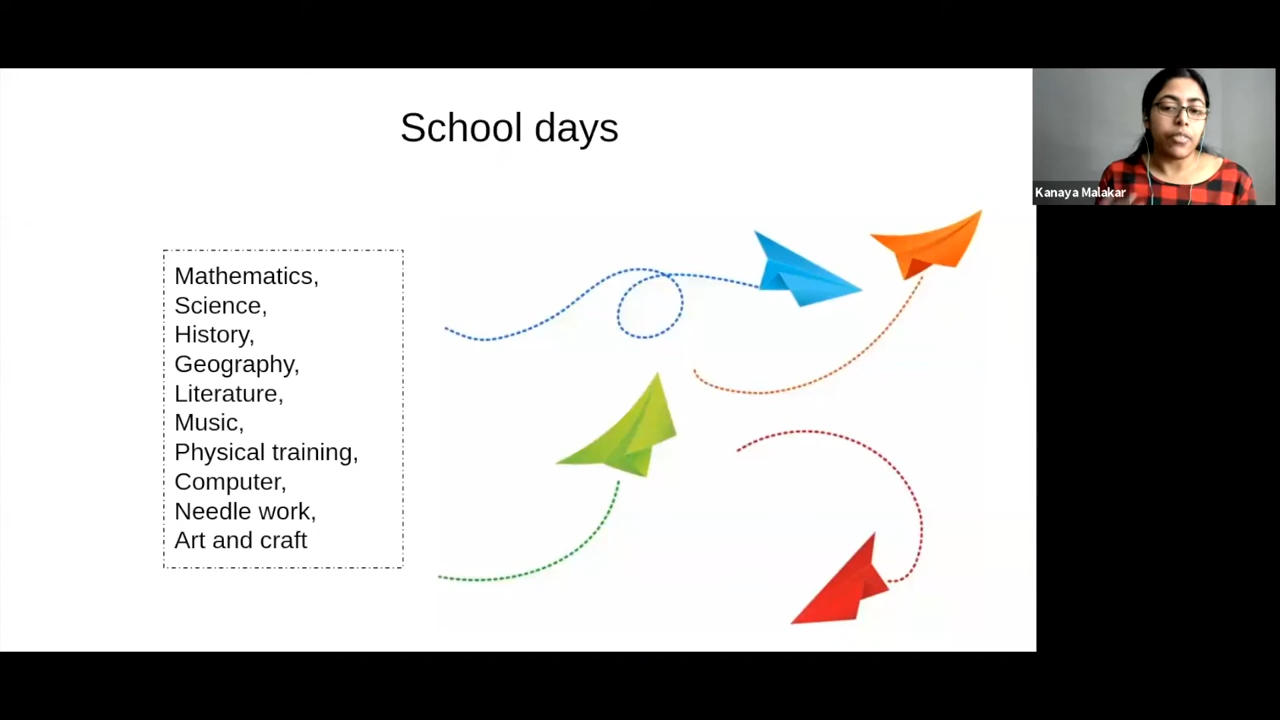 School days
Kanaya Malakar
Mathematics,
Science,
History,
Geography,
Literature,
Music,
Physical training,
Computer,
Needle work,
Art and craft